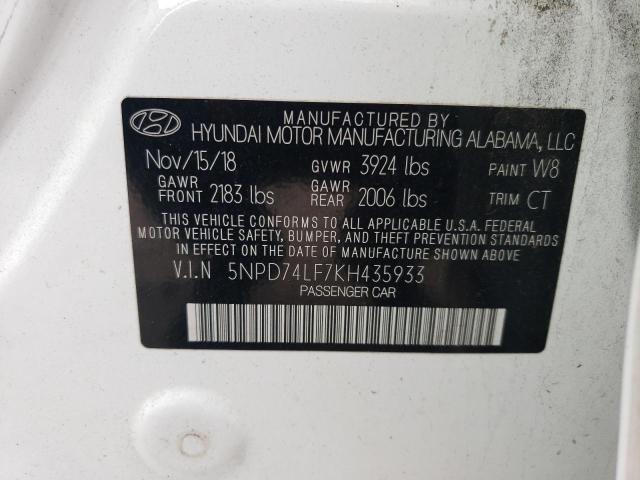 MANUFACTURED BY
HYUNDAI MOTOR MANUFACTURING ALABAMA, LLC
Nov/15/18 GVWR 3924 lbs PAINT W8
GAWR FRONT 2183 lbs GAWR REAR 2006 lbs TRIM CT
THIS VEHICLE CONFORMS TO ALL APPLICABLE U.S.A. FEDERAL
MOTOR VEHICLE SAFETY, BUMPER, AND THEFT PREVENTION STANDARDS
IN EFFECT ON THE DATE OF MANUFACTURE SHOWN ABOVE.
V.I.N 5NPD74LF7KH435933
PASSENGER CAR